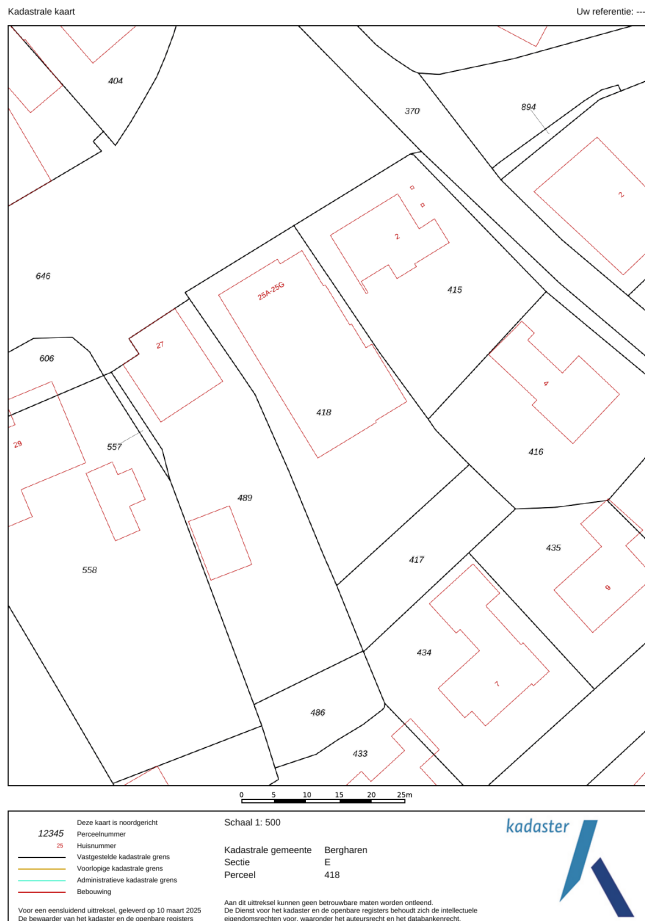 Kadastrale kaart
Uw referentie: ---
404
370
894
2
646
2
415
25A-25G
606
27
4
29
418
416
557
489
558
417
435
9
434
7
486
433
0 5 10 15 20 25m
12345
25
Deze kaart is noordgericht
Perceelnummer
Huisnummer
Vastgestelde kadastrale grens
Voorlopige kadastrale grens
Administratieve kadastrale grens
Bebouwing
Voor een eensluidend uittreksel, geleverd op 10 maart 2025
De bewaarder van het kadaster en de openbare registers
Schaal 1: 500
Kadastrale gemeente Bergharen
Sectie E
Perceel 418
Aan dit uittreksel kunnen geen betrouwbare maten worden ontleend.
De Dienst voor het kadaster en de openbare registers behoudt zich de intellectuele
eigendomsrechten voor, waaronder het auteursrecht en het databankenrecht.
kadaster